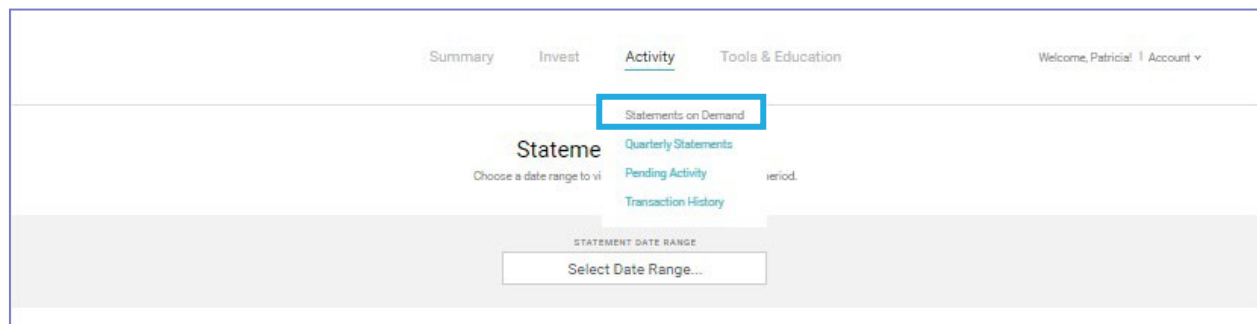 Summary Invest Activity Tools & Education Welcome, Patricia! | Account
Statements on Demand
Quarterly Statements
Pending Activity
Transaction History
Stateme
Choose a date range to vi eriod.
STATEMENT DATE RANGE
Select Date Range...